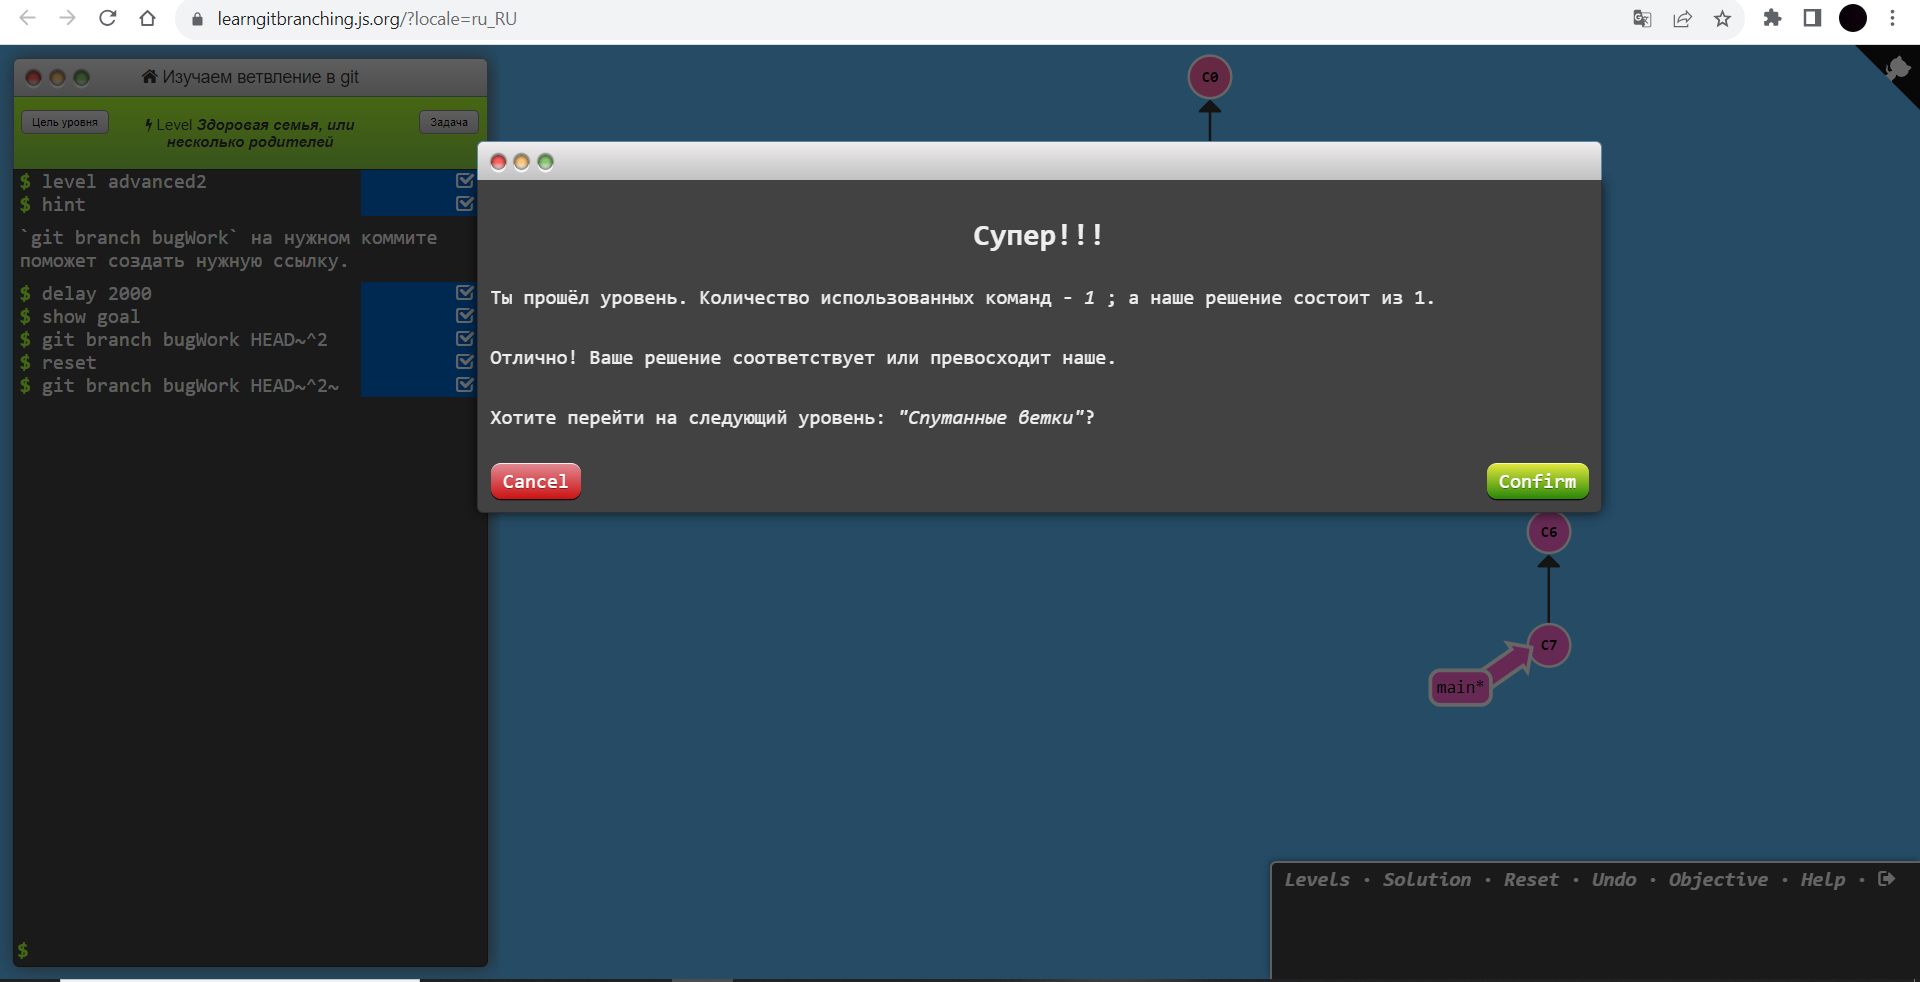 learngitbranching.js.org/?locale=ru_RU
Изучаем ветвление в git
Цель уровня
Level Здоровая семья, или
несколько родителей
Задача
$ level advanced2
$ hint
`git branch bugWork` на нужном коммите
поможет создать нужную ссылку.
$ delay 2000
$ show goal
$ git branch bugWork HEAD~^2
$ reset
$ git branch bugWork HEAD~^2~
$
C0
Супер!!!
Ты прошёл уровень. Количество использованных команд - 1 ; а наше решение состоит из 1.
Отлично! Ваше решение соответствует или превосходит наше.
Хотите перейти на следующий уровень: "Спутанные ветки"?
Cancel
Confirm
C6
C7
main*
Levels · Solution · Reset · Undo · Objective · Help ·